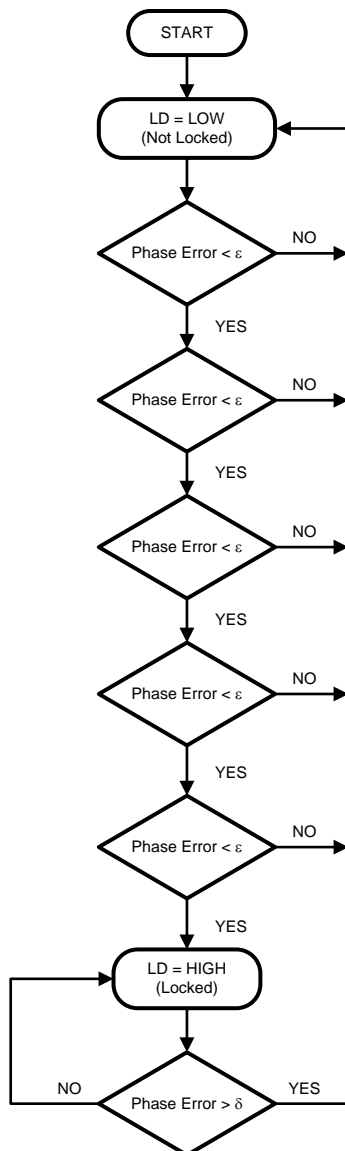 START
LD = LOW
(Not Locked)
Phase Error < ε
NO
YES
Phase Error < ε
NO
YES
Phase Error < ε
NO
YES
Phase Error < ε
NO
YES
Phase Error < ε
NO
YES
LD = HIGH
(Locked)
NO
Phase Error > δ
YES